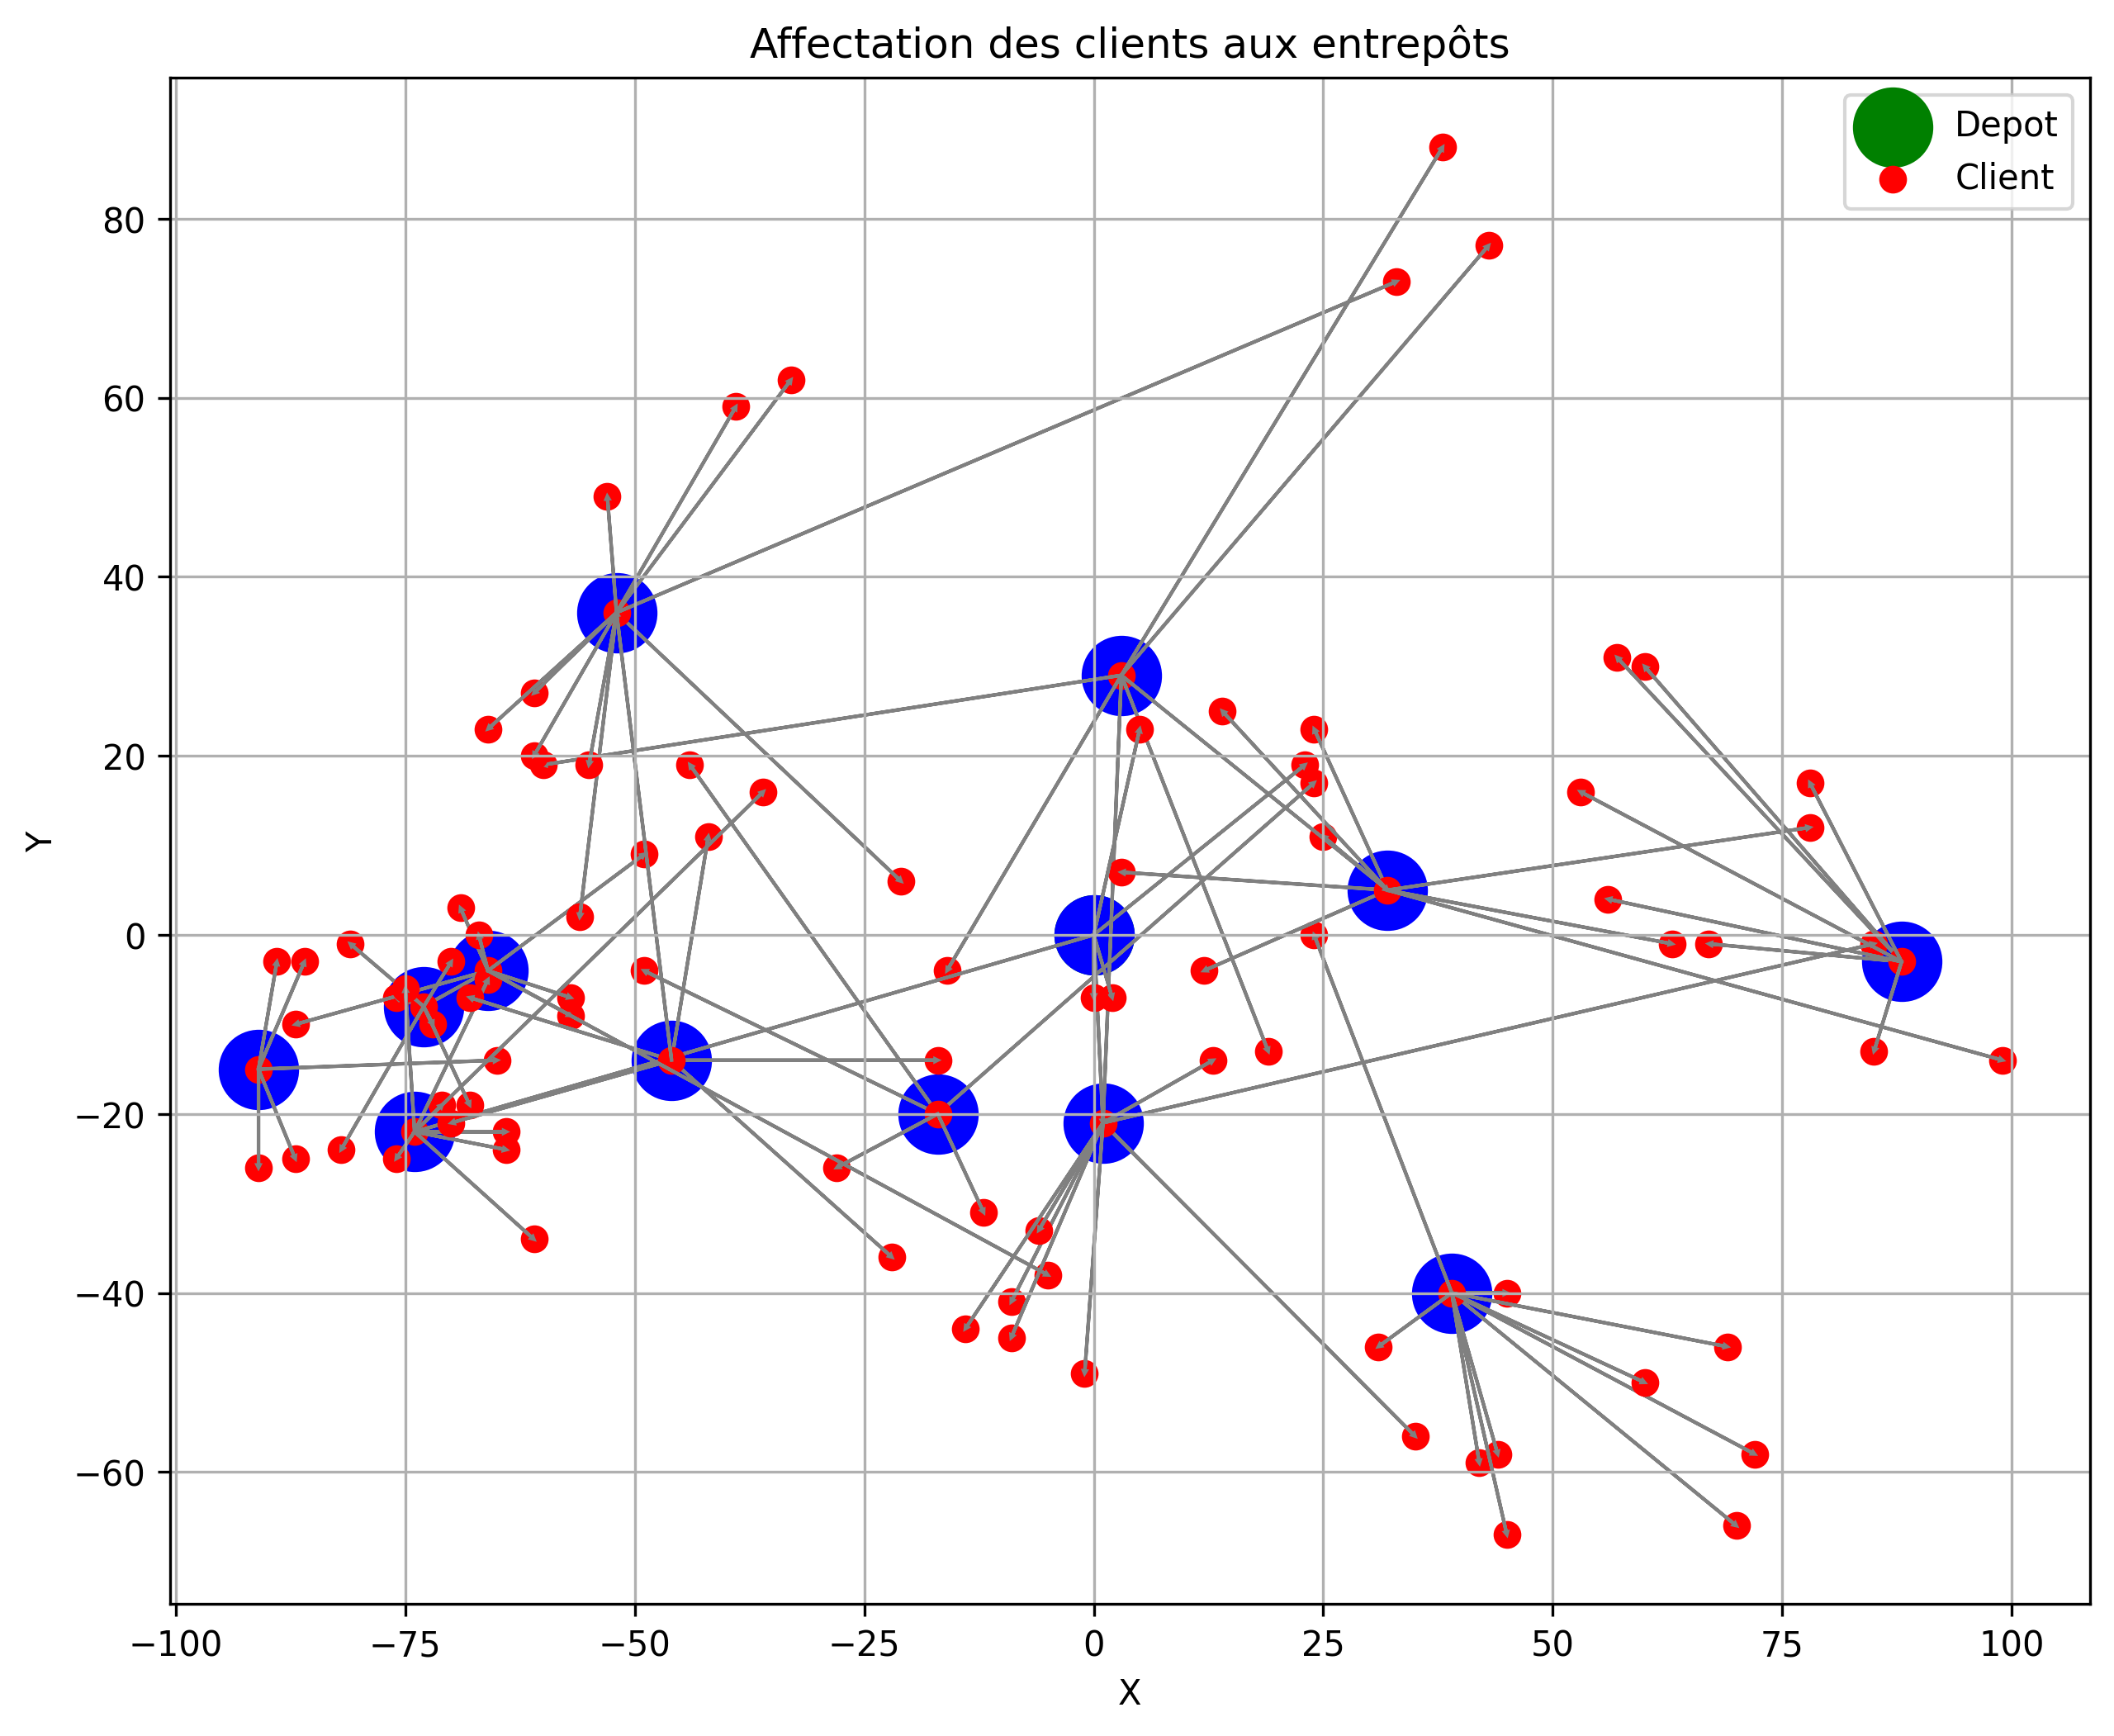 Affectation des clients aux entrepôts
Depot
Client
80
60
40
20
0
−20
−40
−60
Y
−100 −75 −50 −25 0 25 50 75 100
X